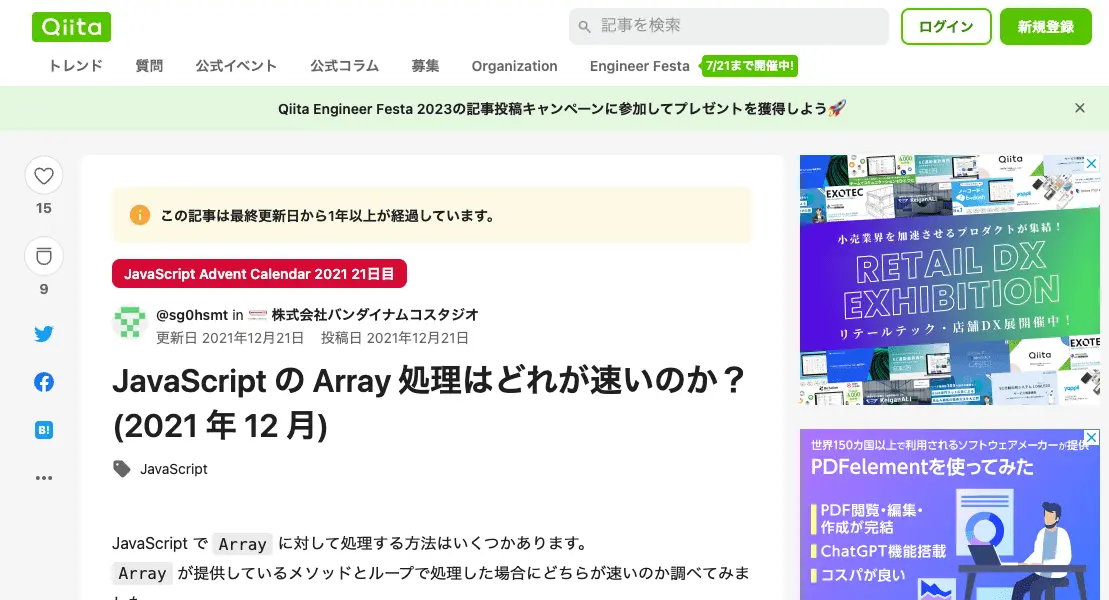 Qiita
記事を検索
ログイン
新規登録
トレンド
質問
公式イベント
公式コラム
募集
Organization
Engineer Festa
7/21まで開催中!
Qiita Engineer Festa 2023の記事投稿キャンペーンに参加してプレゼントを獲得しよう🚀
15
9
B!
この記事は最終更新日から1年以上が経過しています。
JavaScript Advent Calendar 2021 21日目
@sg0hsmt in 株式会社バンダイナムコスタジオ
更新日 2021年12月21日 投稿日 2021年12月21日
JavaScript の Array 処理はどれが速いのか？
(2021 年 12 月)
JavaScript
JavaScript で Array に対して処理する方法はいくつかあります。
Array が提供しているメソッドとループで処理した場合にどちらが速いのか調べてみま
Qiita
EXOTEC
KeiganALI
小売業界を加速させるプロダクトが集結！
RETAIL DX
EXHIBITION
リテールテック・店舗DX展開催中！
EXOTEC
Qiita
KeiganALI
yappli
世界150カ国以上で利用されるソフトウェアメーカーが提供
PDFelementを使ってみた
PDF閲覧・編集・
作成が完結
ChatGPT機能搭載
コスパが良い